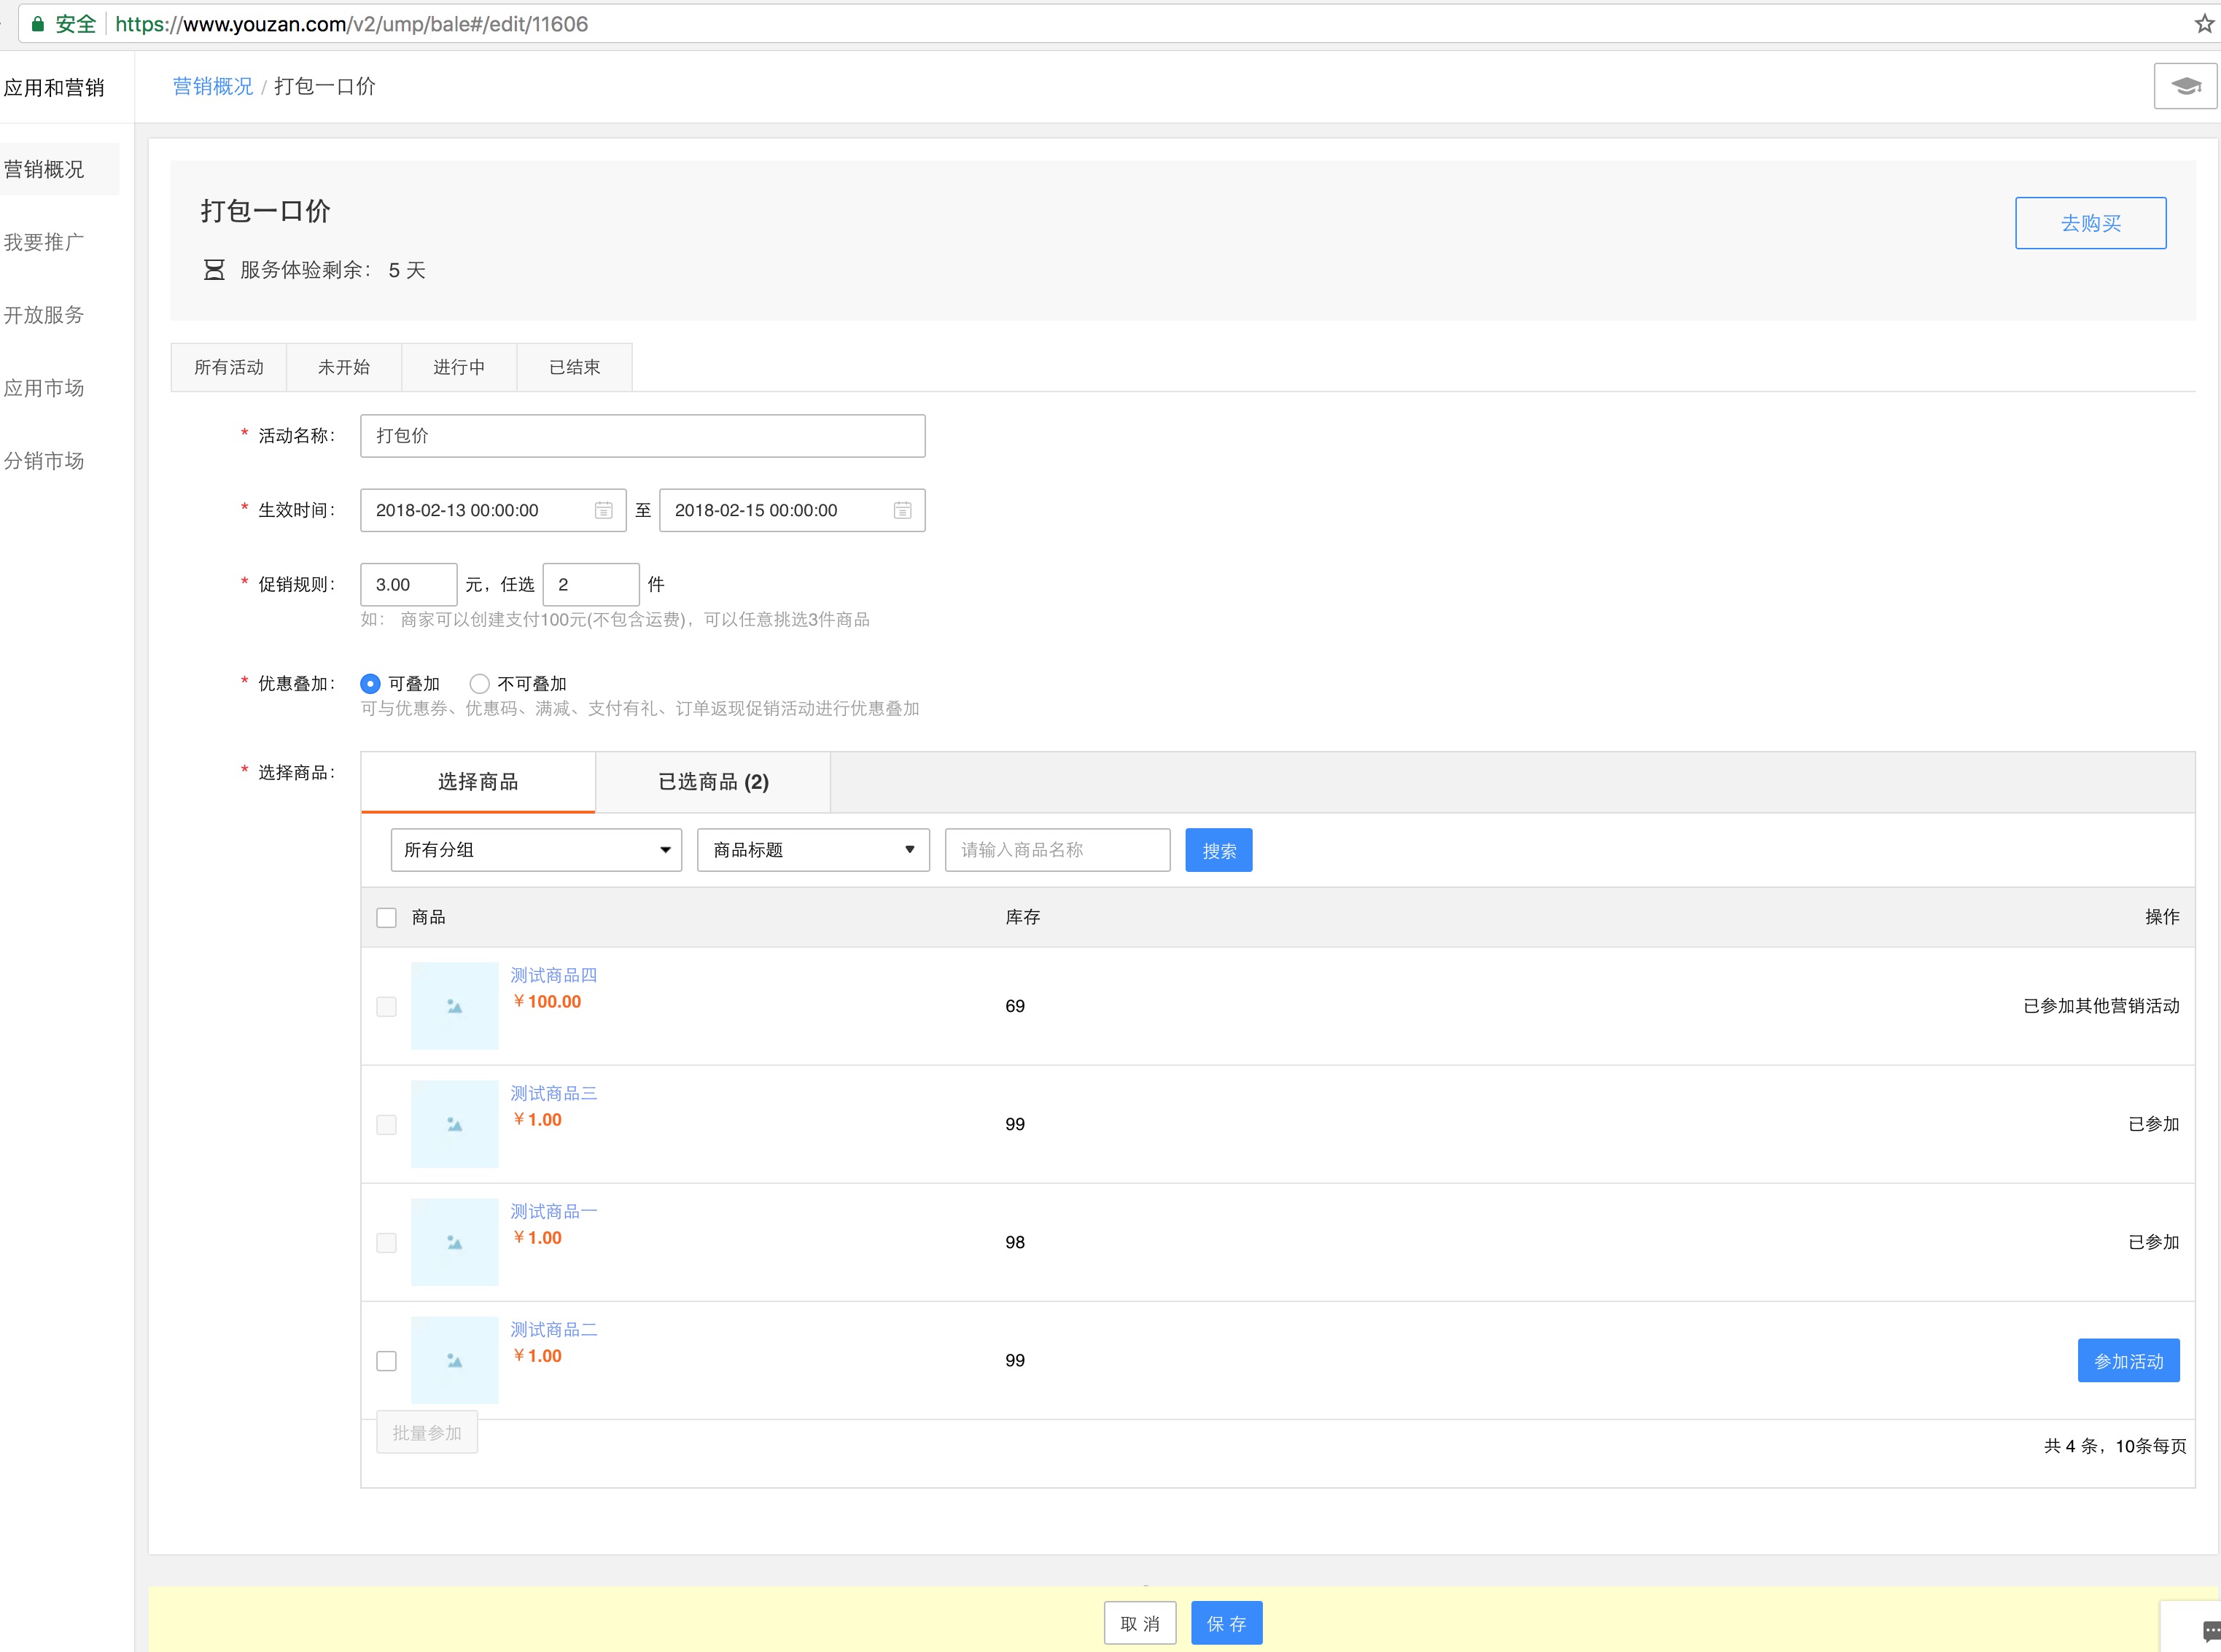 安全 https://www.youzan.com/v2/ump/bale#/edit/11606
应用和营销
营销概况 / 打包一口价
营销概况
我要推广
开放服务
应用市场
分销市场
打包一口价
去购买
服务体验剩余： 5 天
所有活动 未开始 进行中 已结束
* 活动名称： 打包价
* 生效时间： 2018-02-13 00:00:00 至 2018-02-15 00:00:00
* 促销规则： 3.00 元，任选 2 件
如： 商家可以创建支付100元(不包含运费)，可以任意挑选3件商品
* 优惠叠加： 可叠加 不可叠加
可与优惠券、优惠码、满减、支付有礼、订单返现促销活动进行优惠叠加
* 选择商品： 选择商品 已选商品 (2)
所有分组 商品标题 请输入商品名称 搜索
商品 库存 操作
测试商品四
￥100.00
69 已参加其他营销活动
测试商品三
￥1.00
99 已参加
测试商品一
￥1.00
98 已参加
测试商品二
￥1.00
99 参加活动
批量参加
共 4 条，10条每页
取 消 保 存